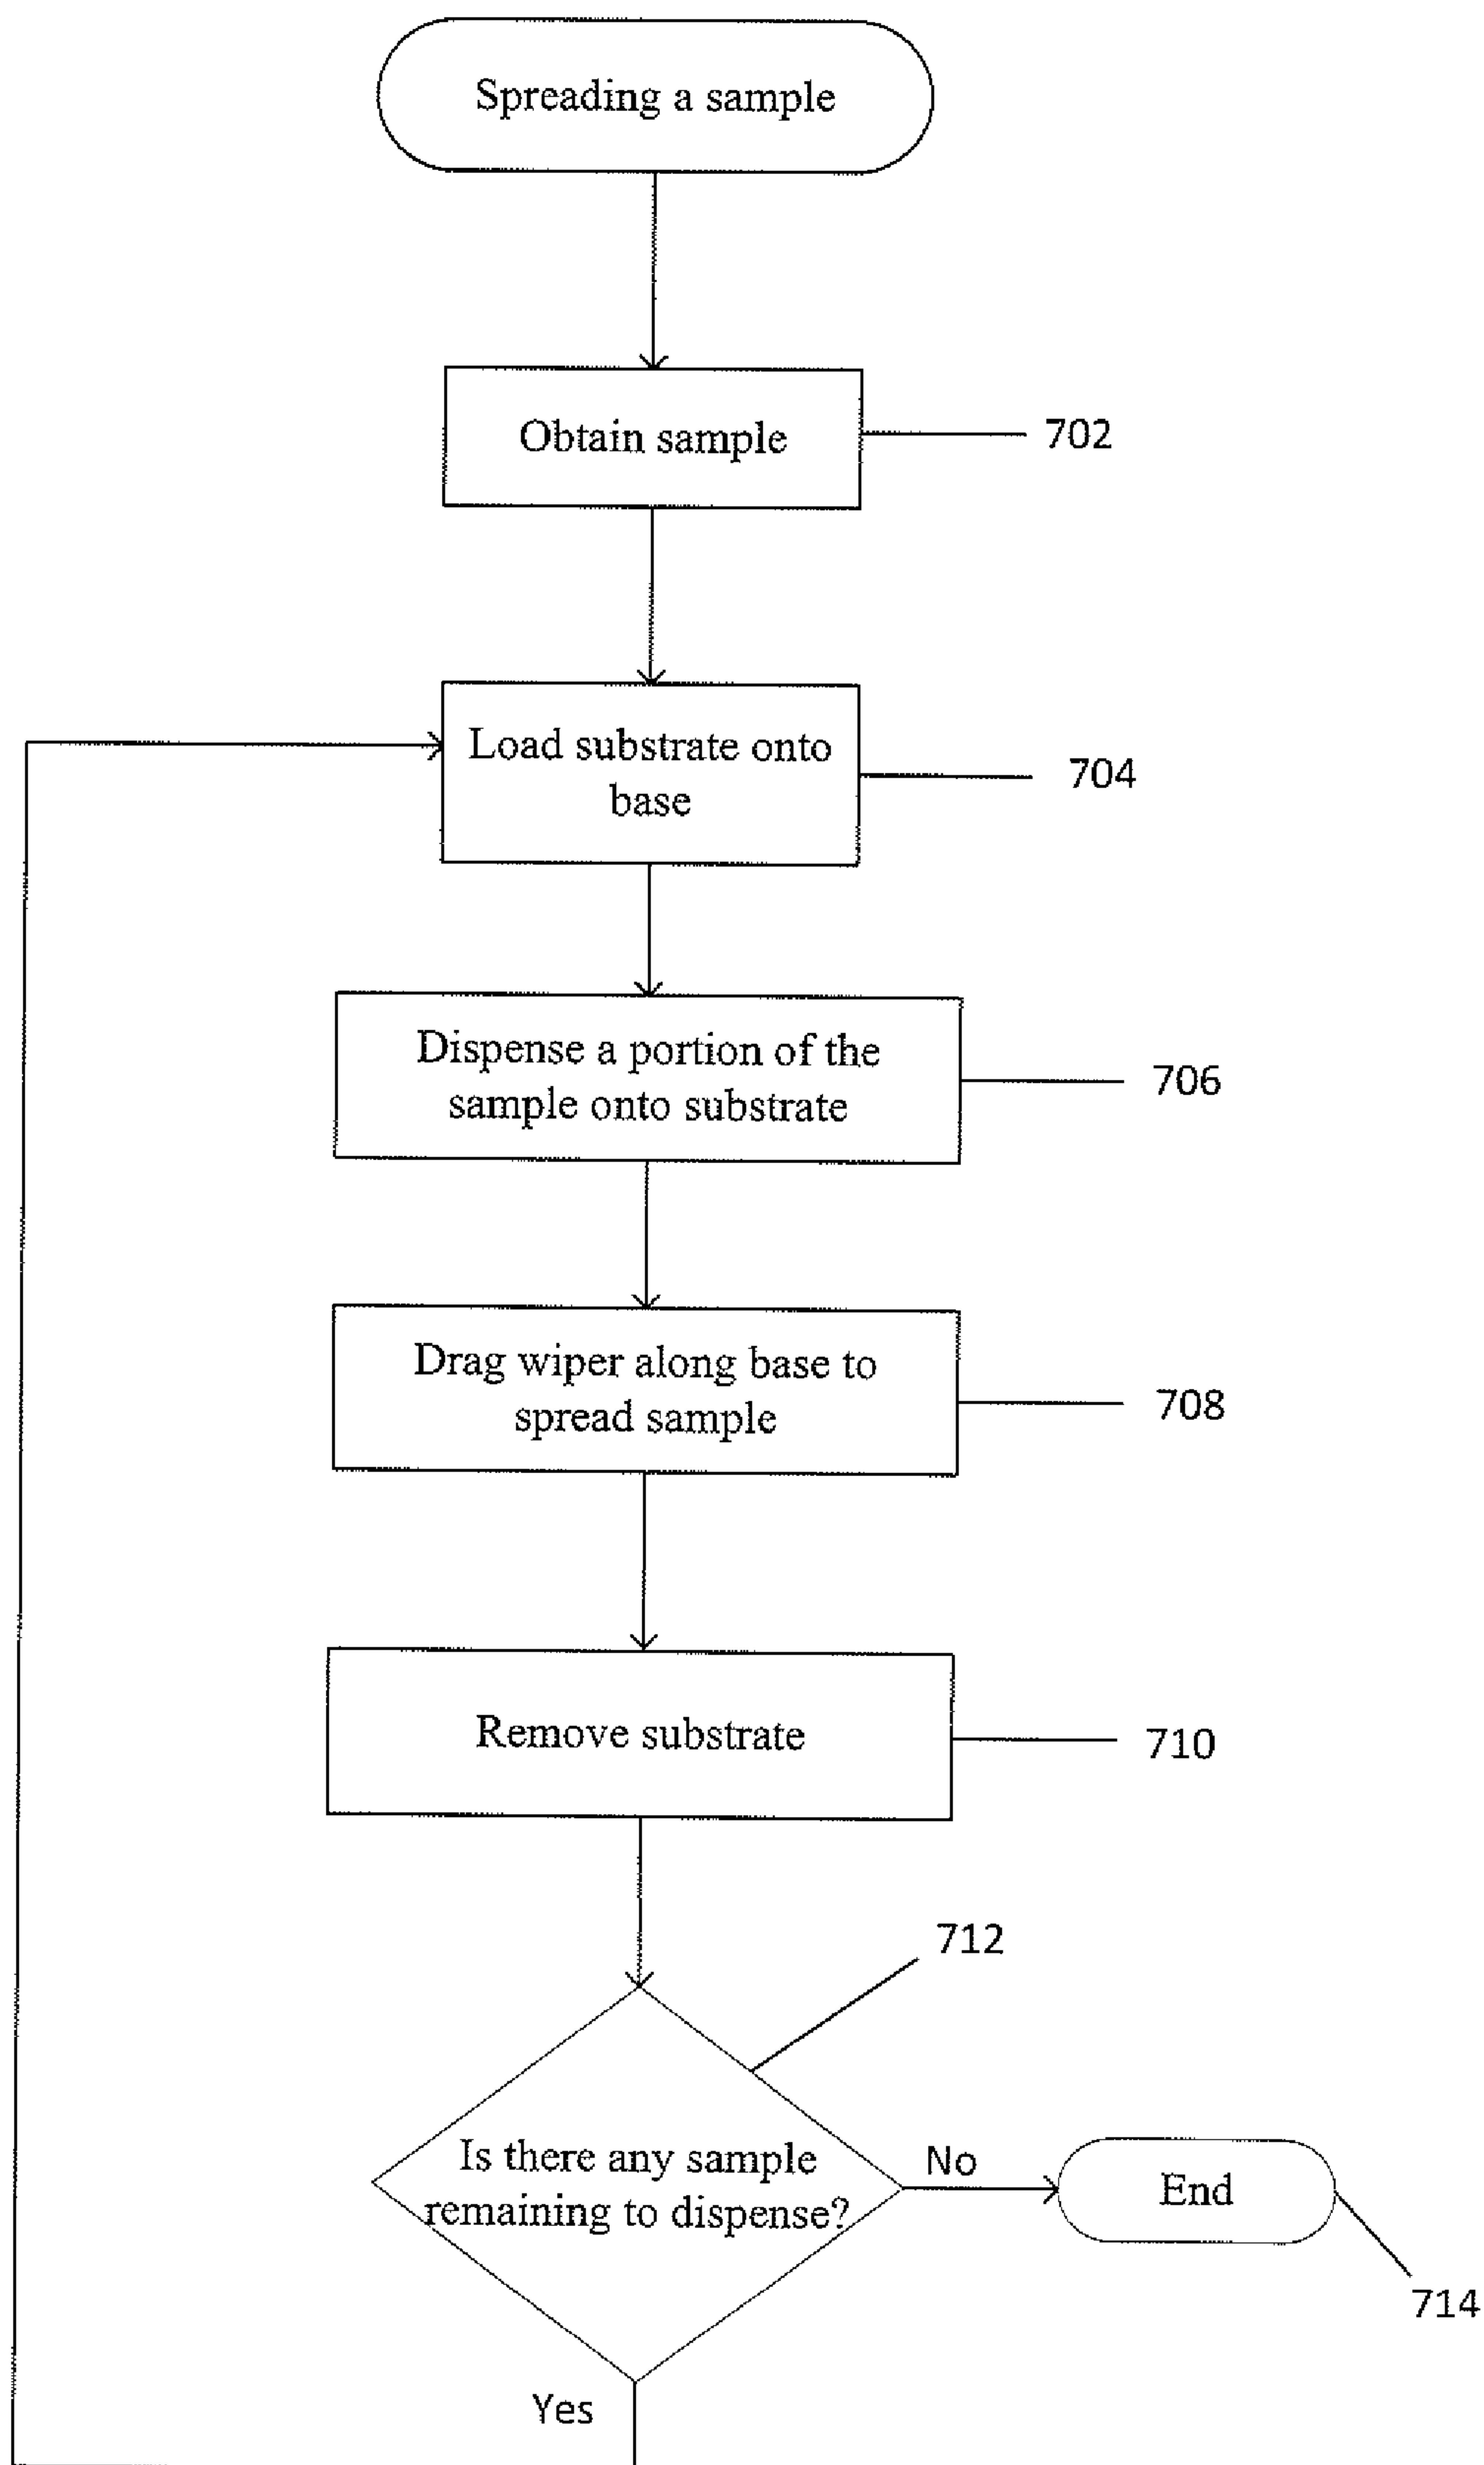 Spreading a sample
Obtain sample
702
Load substrate onto
base
704
Dispense a portion of the
sample onto substrate
706
Drag wiper along base to
spread sample
708
Remove substrate
710
712
Is there any sample
remaining to dispense?
No
End
714
Yes